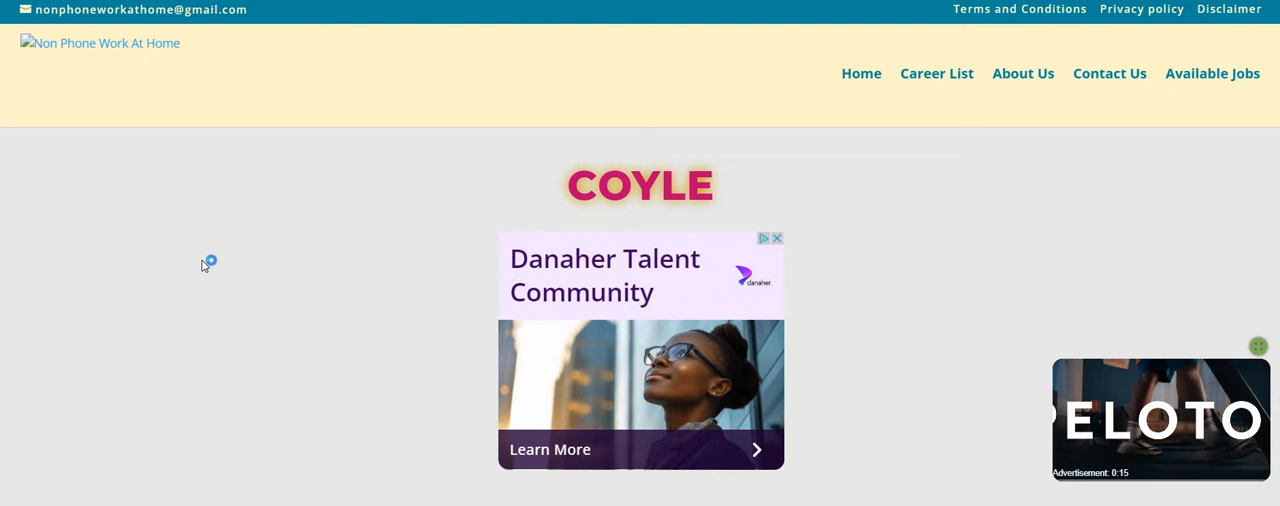 nonphoneworkathome@gmail.com
Terms and Conditions Privacy policy Disclaimer
Non Phone Work At Home
Home Career List About Us Contact Us Available Jobs
COYLE
Danaher Talent
Community
danaher
Learn More
PELOTO
Advertisement: 0:15